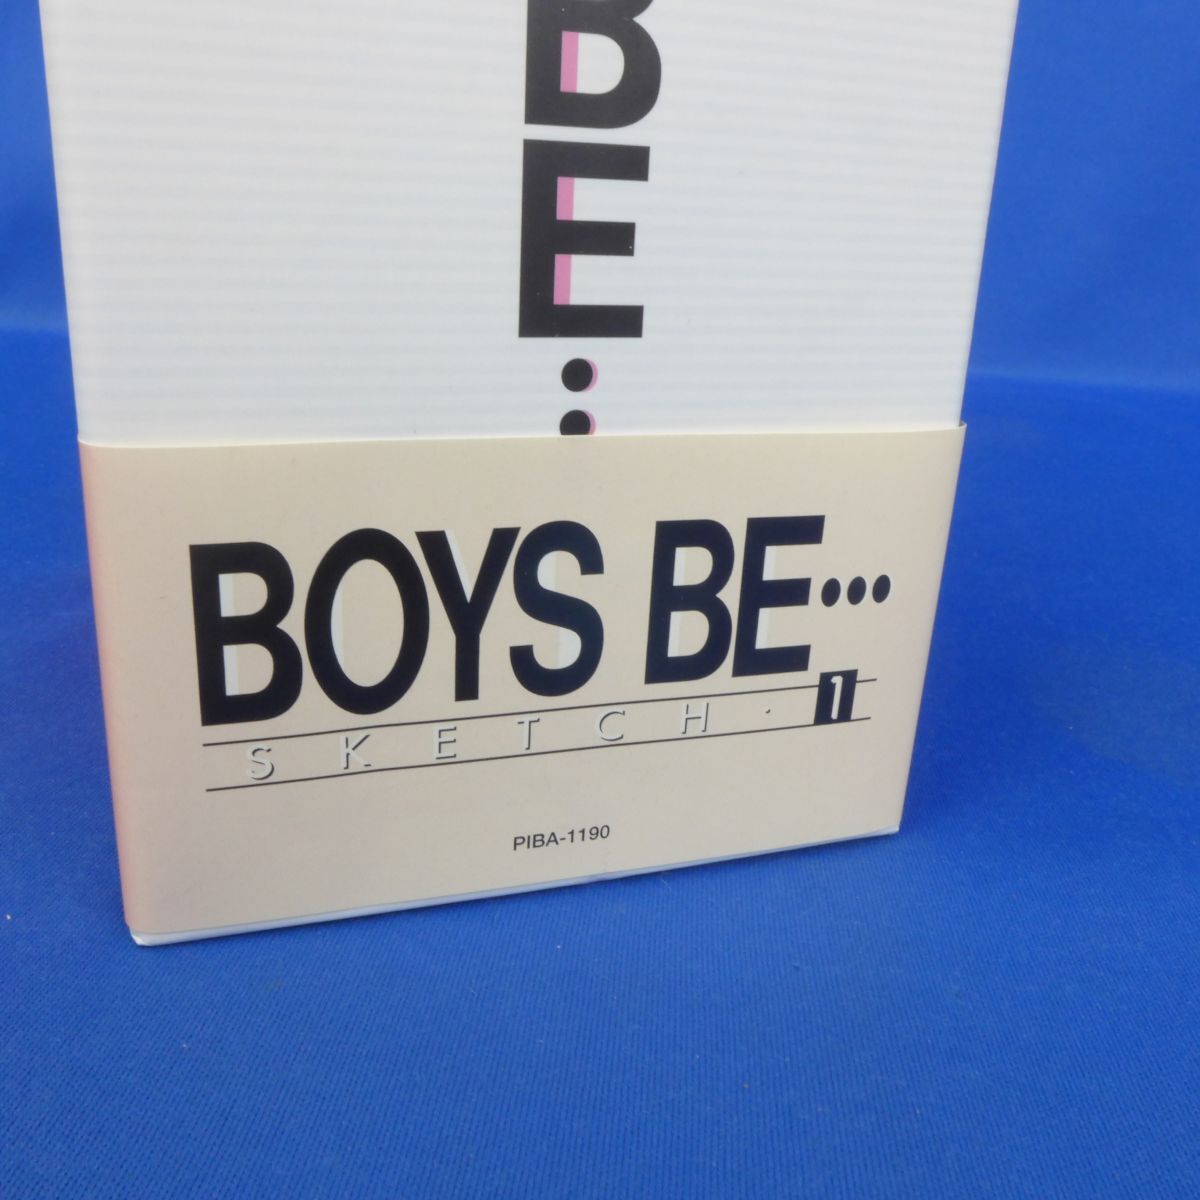 BE··
BOYS BE…
SKETCH·1
PIBA-1190